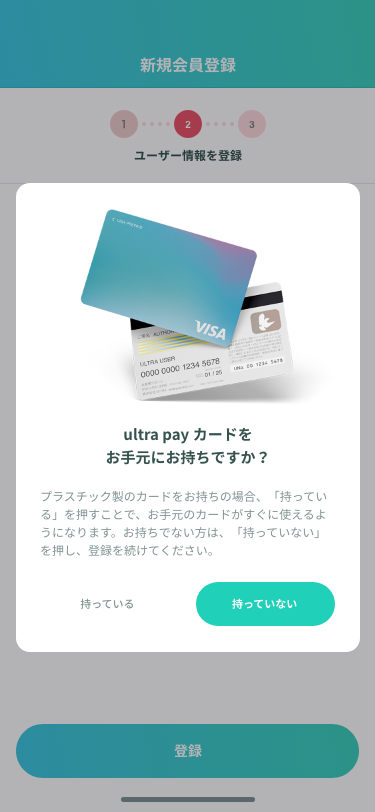 新規会員登録
1
2
3
ユーザー情報を登録
VISA
ULTRA USER
0000 0000 1234 5678
01 / 25
ultra pay カードを
お手元にお持ちですか？
プラスチック製のカードをお持ちの場合、「持ってい
る」を押すことで、お手元のカードがすぐに使えるよ
うになります。お持ちでない方は、「持っていない」
を押し、登録を続けてください。
持っている
持っていない
登録